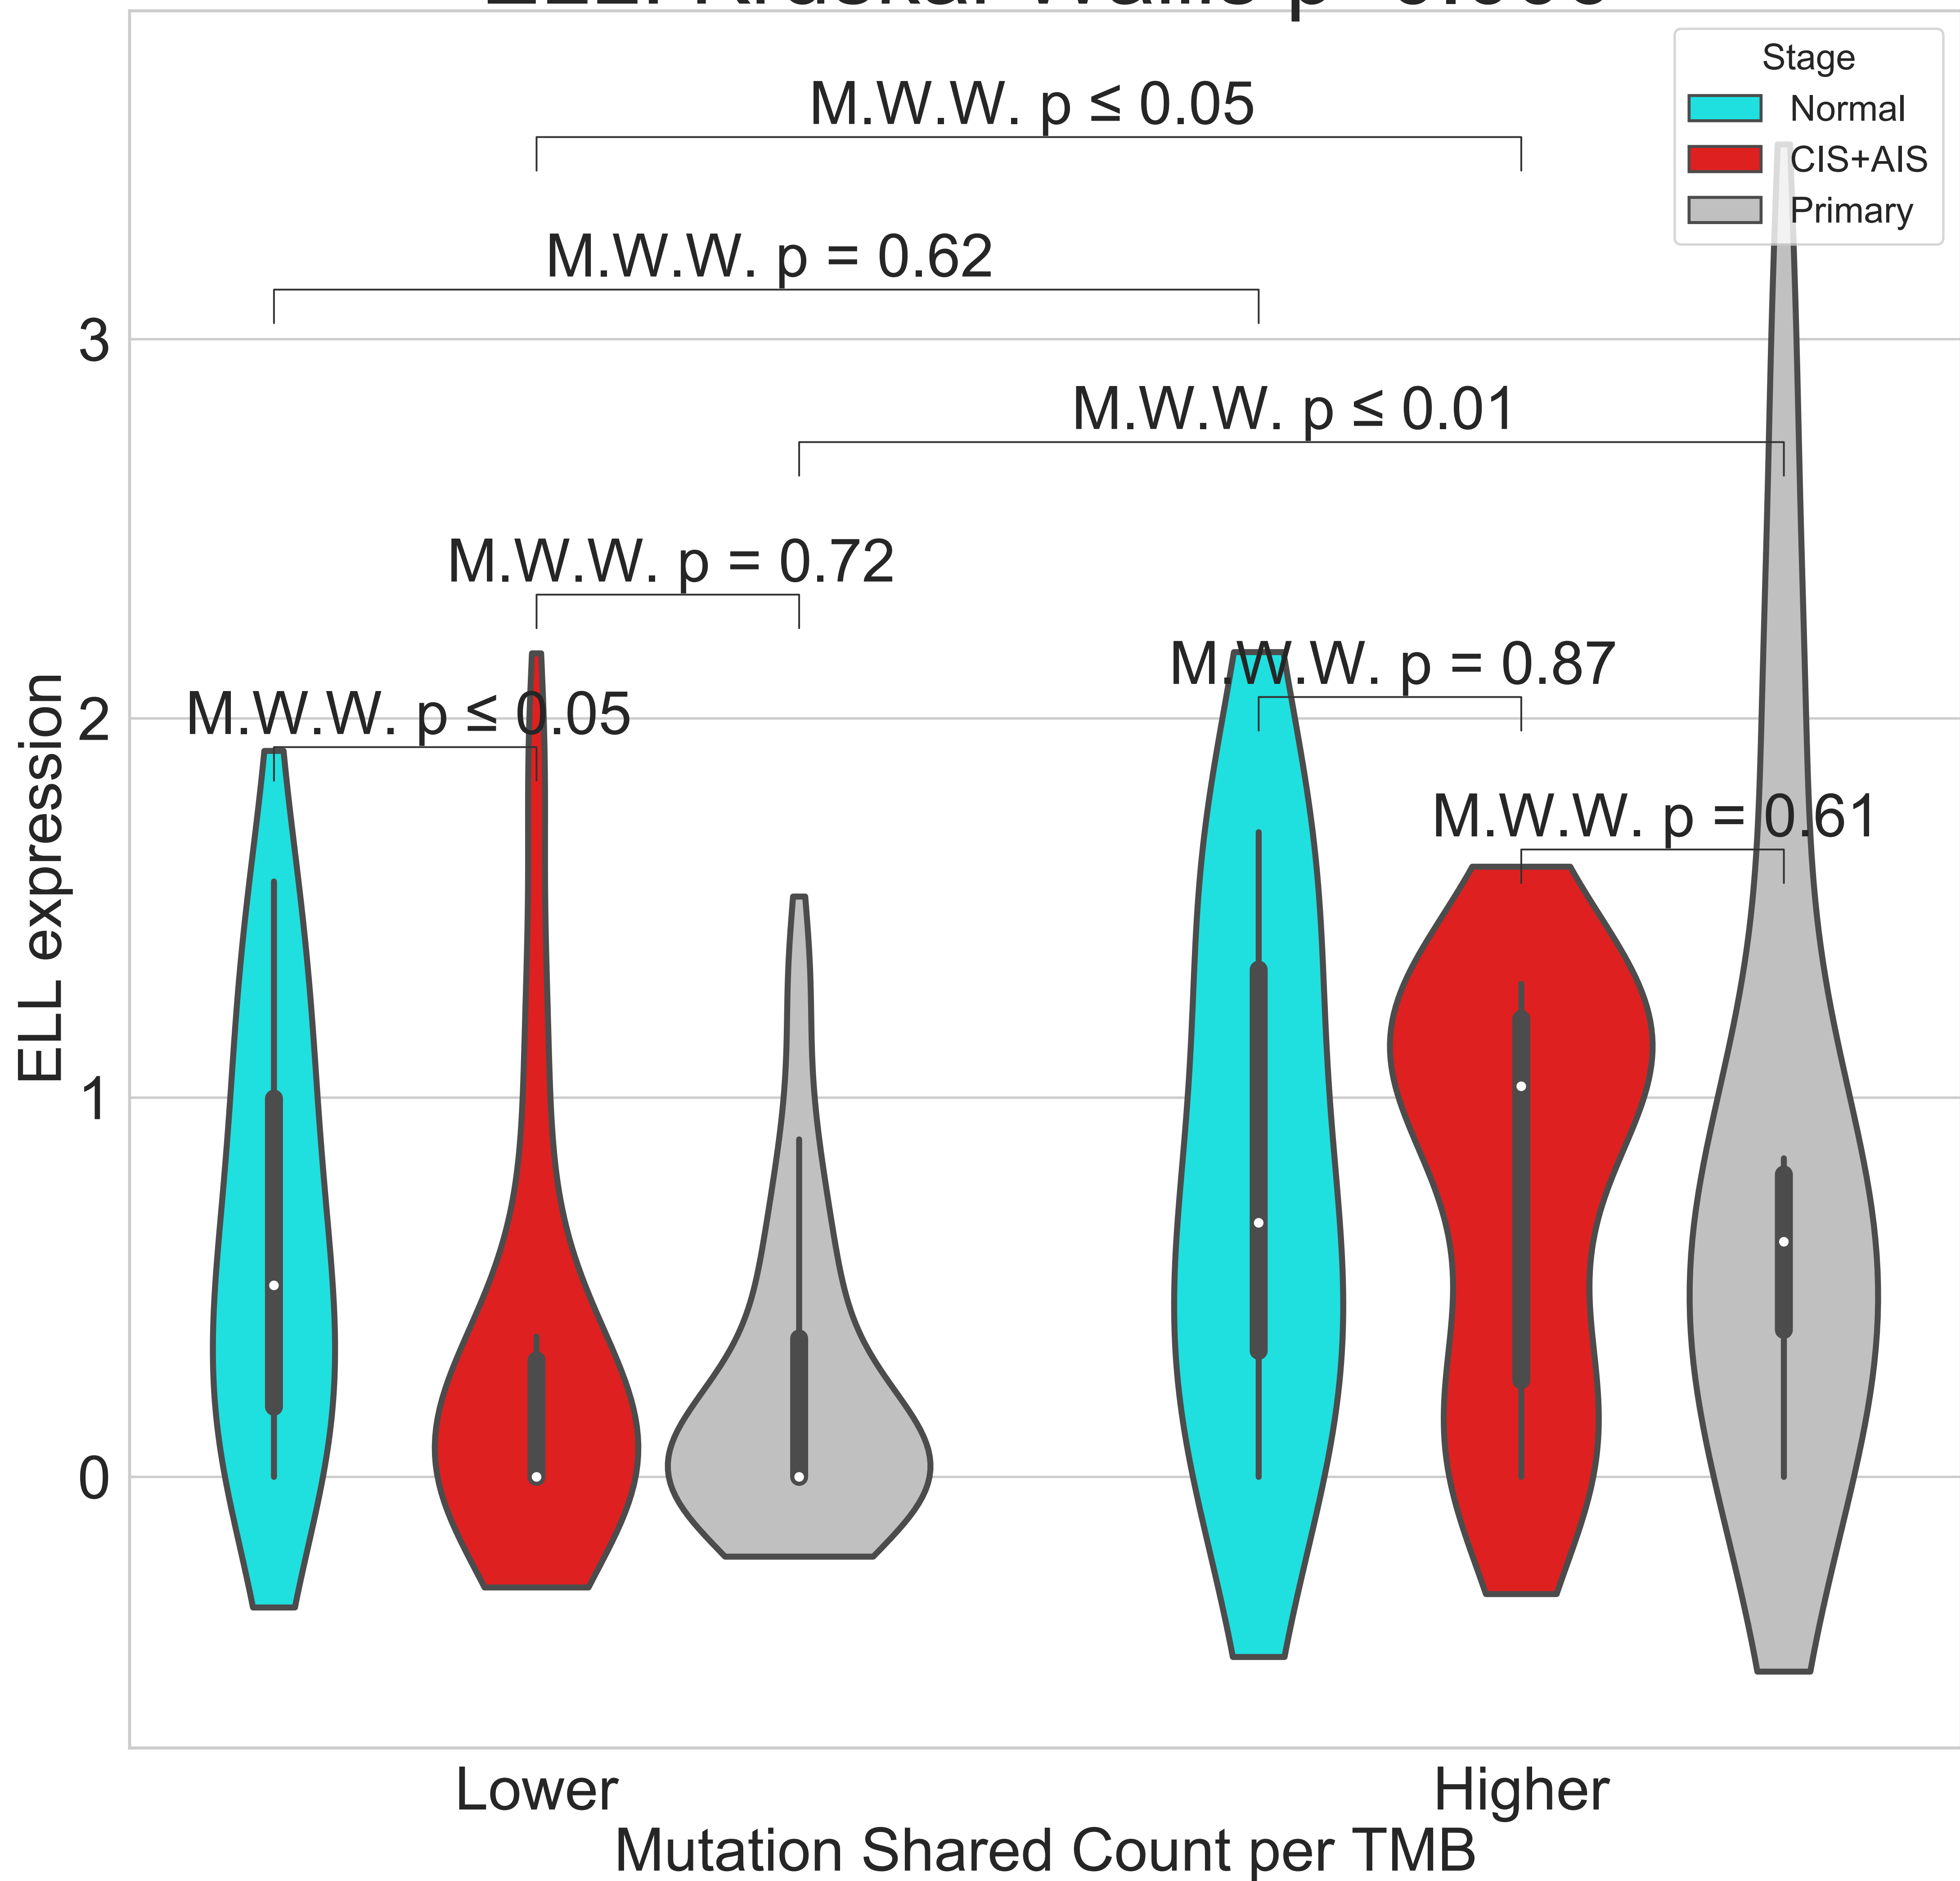 M.W.W. p ≤ 0.05
Stage
Normal
CIS+AIS
Primary
M.W.W. p = 0.62
3
M.W.W. p ≤ 0.01
M.W.W. p = 0.72
M.W.W. p = 0.87
M.W.W. p ≤ 0.05
2
ELL expression
M.W.W. p = 0.61
1
0
Lower
Higher
Mutation Shared Count per TMB